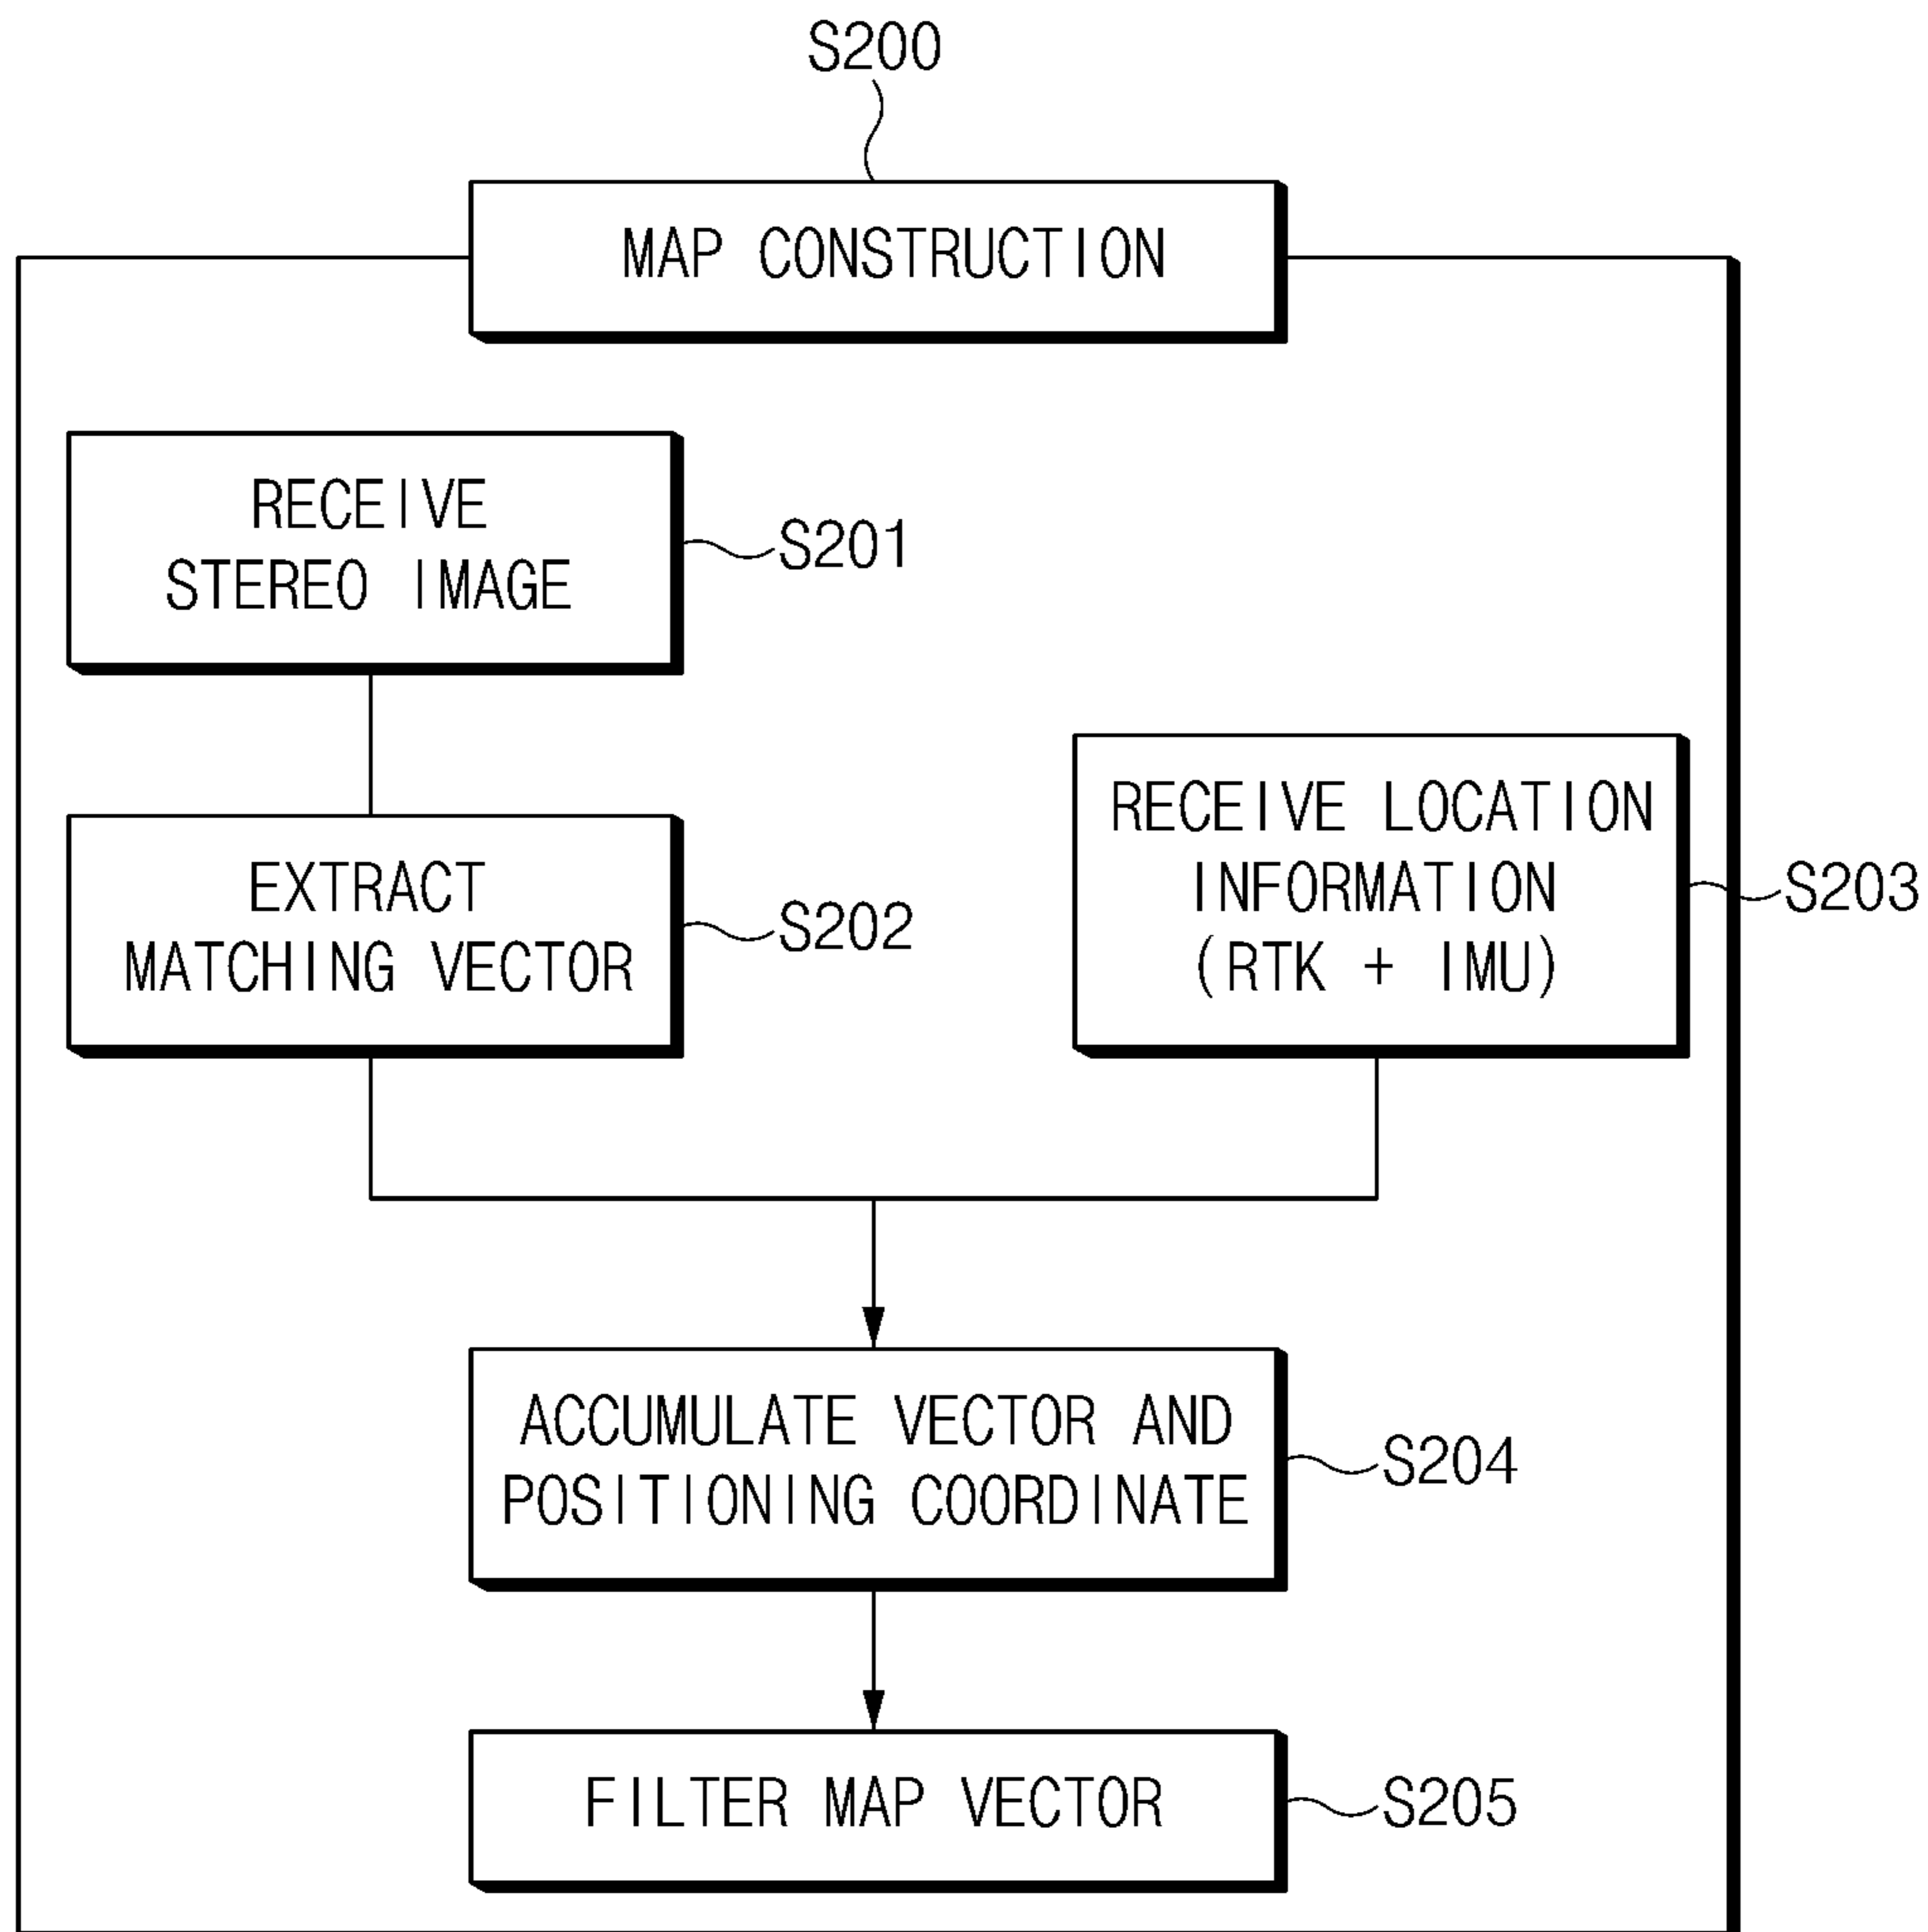 S200
MAP CONSTRUCTION
RECEIVE
STEREO IMAGE
S201
EXTRACT
MATCHING VECTOR
S202
RECEIVE LOCATION
INFORMATION
(RTK + IMU)
S203
ACCUMULATE VECTOR AND
POSITIONING COORDINATE
S204
FILTER MAP VECTOR
S205